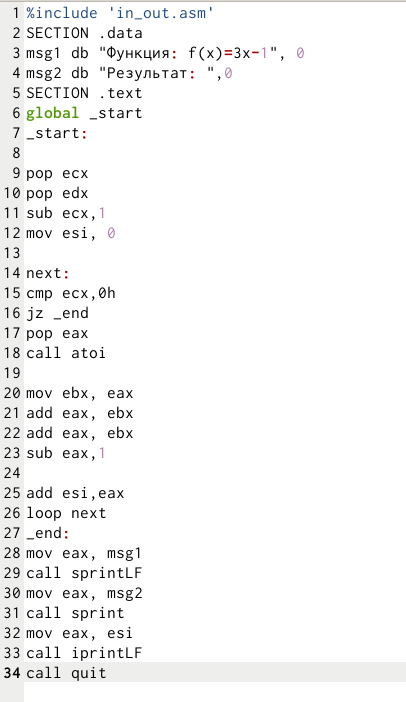 1 %include 'in_out.asm'
2 SECTION .data
3 msg1 db "Функция: f(x)=3x-1", 0
4 msg2 db "Результат: ",0
5 SECTION .text
6 global _start
7 _start:
8
9 pop ecx
10 pop edx
11 sub ecx,1
12 mov esi, 0
13
14 next:
15 cmp ecx,0h
16 jz _end
17 pop eax
18 call atoi
19
20 mov ebx, eax
21 add eax, ebx
22 add eax, ebx
23 sub eax,1
24
25 add esi,eax
26 loop next
27 _end:
28 mov eax, msg1
29 call sprintLF
30 mov eax, msg2
31 call sprint
32 mov eax, esi
33 call iprintLF
34 call quit